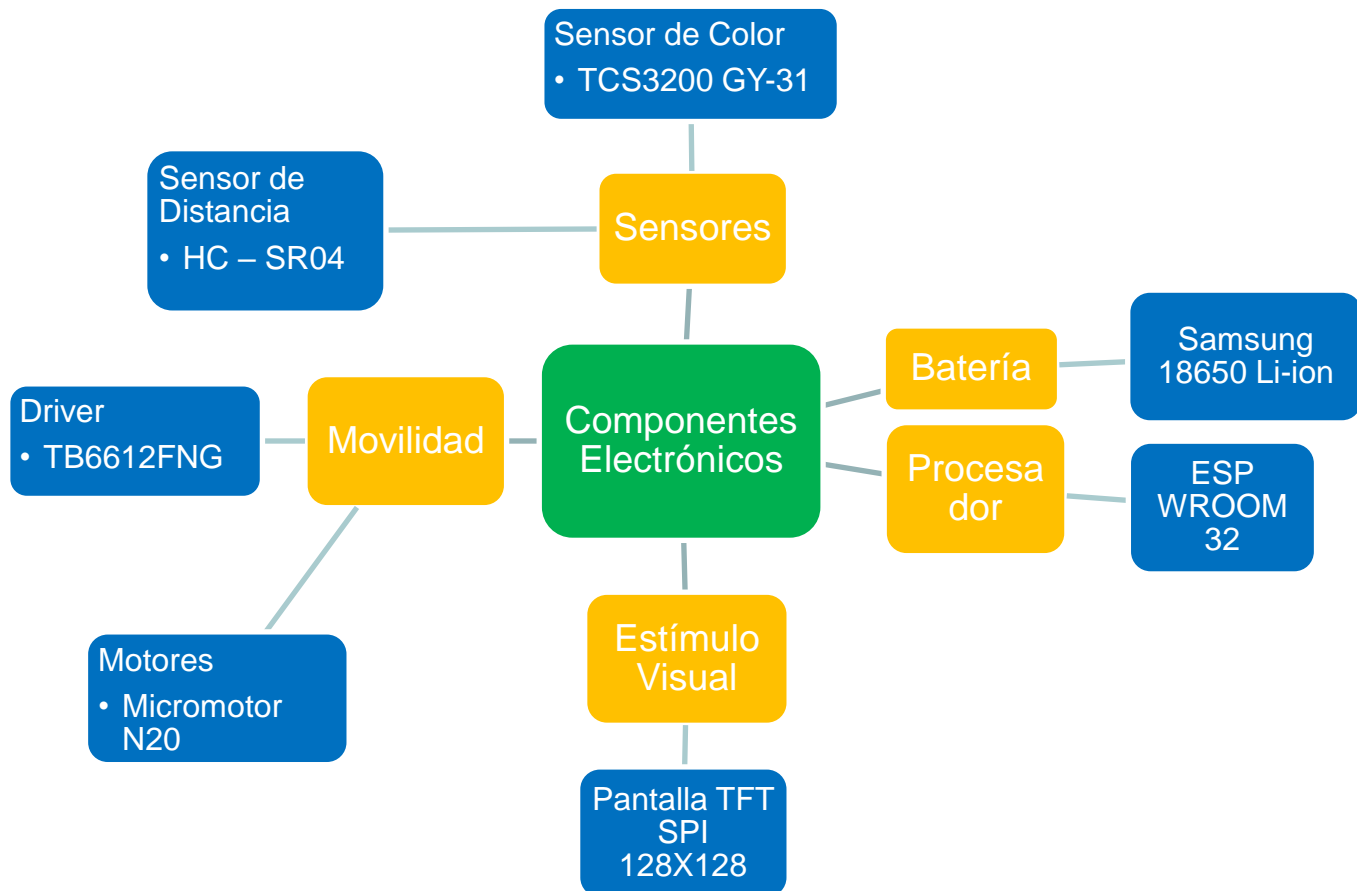 Sensor de Color
• TCS3200 GY-31
Sensor de
Distancia
• HC – SR04
Sensores
Samsung
18650 Li-ion
Batería
Driver
• TB6612FNG
Movilidad
Componentes
Electrónicos
Procesa
dor
ESP
WROOM
32
Estímulo
Visual
Motores
• Micromotor
N20
Pantalla TFT
SPI
128X128